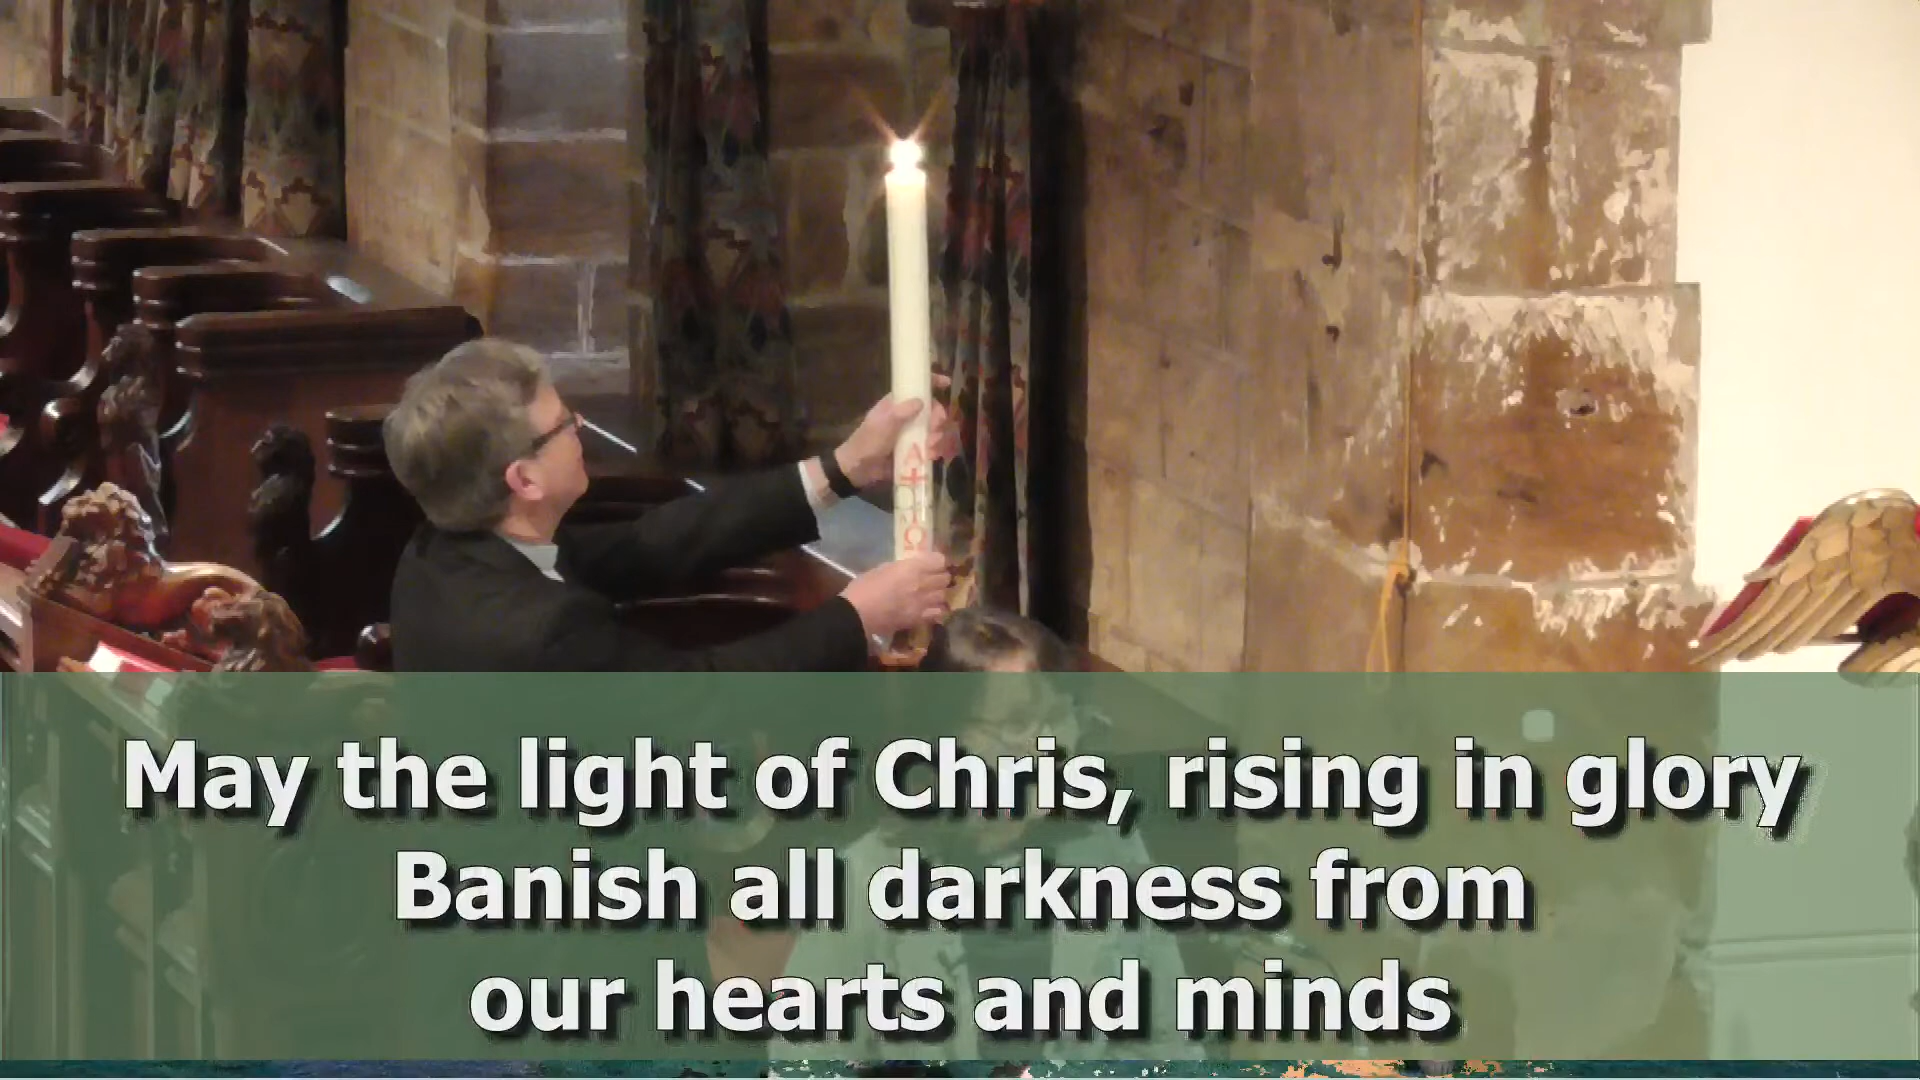 A
Ω
May the light of Chris, rising in glory
Banish all darkness from
our hearts and minds